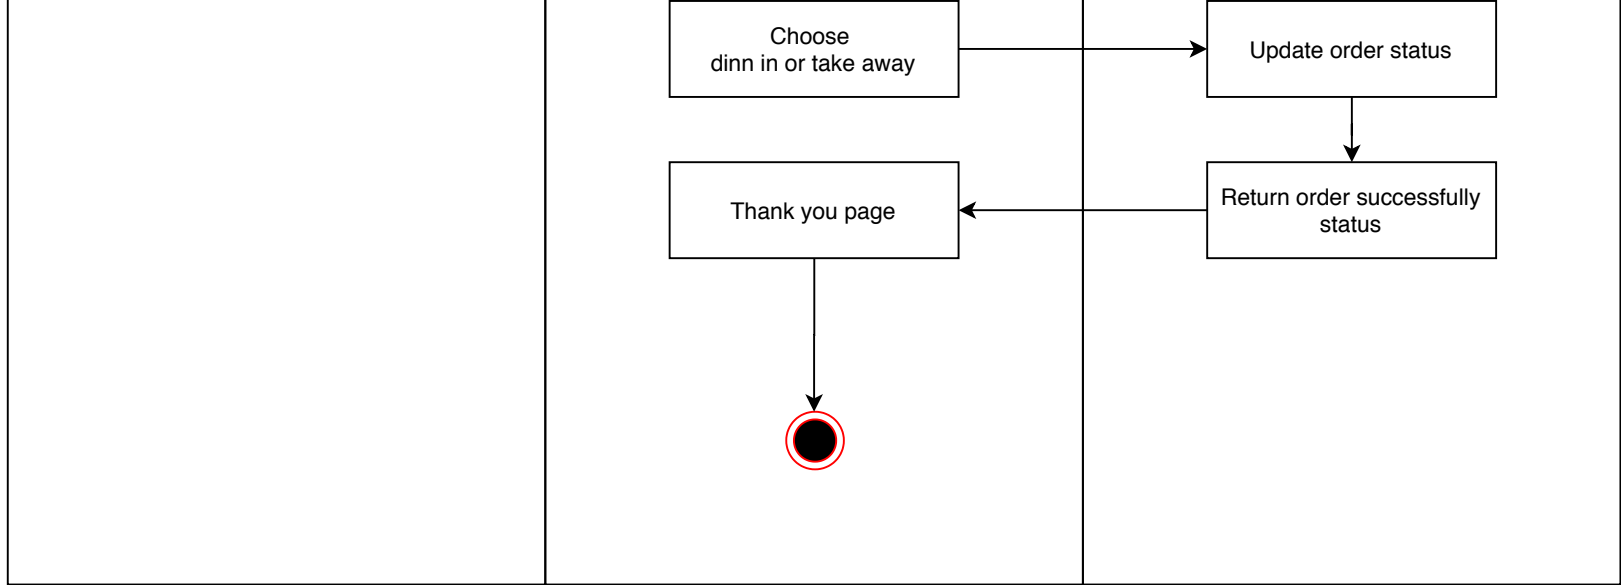 Choose
dinn in or take away
Update order status
Thank you page
Return order successfully
status